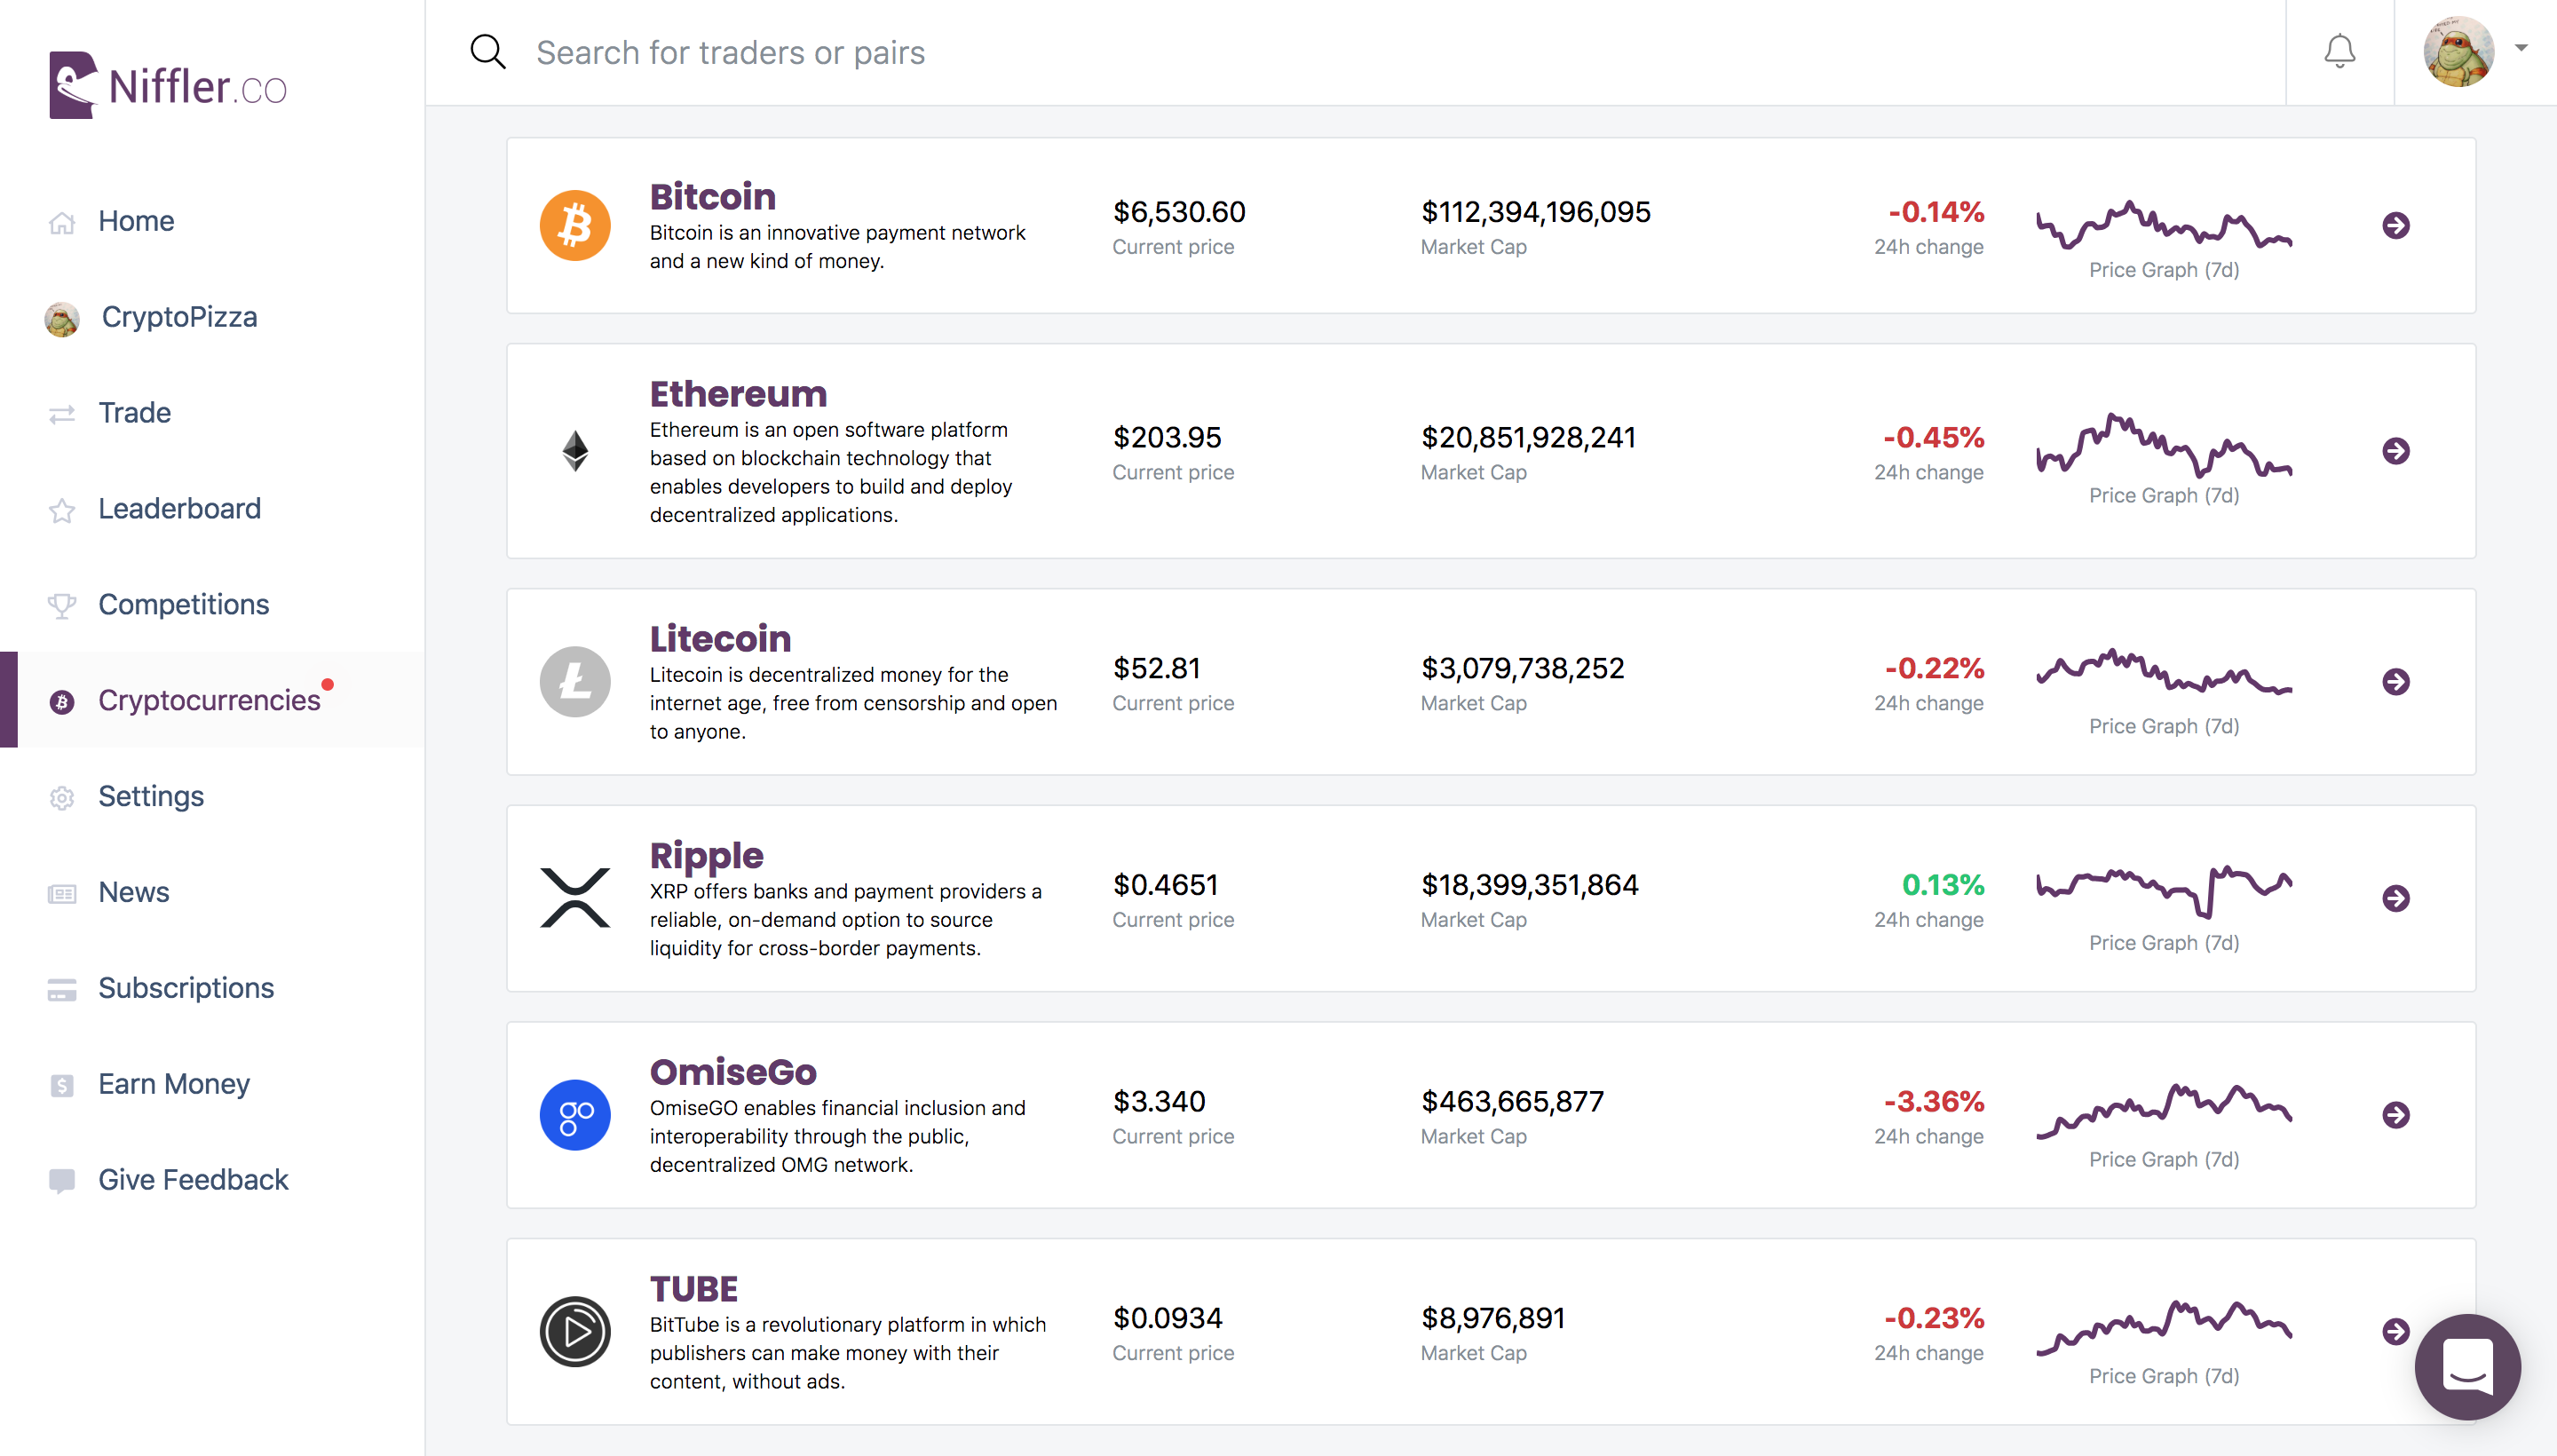 Niffler.co
Search for traders or pairs
Home
CryptoPizza
Trade
Leaderboard
Competitions
Cryptocurrencies
Settings
News
Subscriptions
Earn Money
Give Feedback
Bitcoin
Bitcoin is an innovative payment network
and a new kind of money.
$6,530.60
Current price
$112,394,196,095
Market Cap
-0.14%
24h change
Price Graph (7d)
Ethereum
Ethereum is an open software platform
based on blockchain technology that
enables developers to build and deploy
decentralized applications.
$203.95
Current price
$20,851,928,241
Market Cap
-0.45%
24h change
Price Graph (7d)
Litecoin
Litecoin is decentralized money for the
internet age, free from censorship and open
to anyone.
$52.81
Current price
$3,079,738,252
Market Cap
-0.22%
24h change
Price Graph (7d)
Ripple
XRP offers banks and payment providers a
reliable, on-demand option to source
liquidity for cross-border payments.
$0.4651
Current price
$18,399,351,864
Market Cap
0.13%
24h change
Price Graph (7d)
OmiseGo
OmiseGO enables financial inclusion and
interoperability through the public,
decentralized OMG network.
$3.340
Current price
$463,665,877
Market Cap
-3.36%
24h change
Price Graph (7d)
TUBE
BitTube is a revolutionary platform in which
publishers can make money with their
content, without ads.
$0.0934
Current price
$8,976,891
Market Cap
-0.23%
24h change
Price Graph (7d)